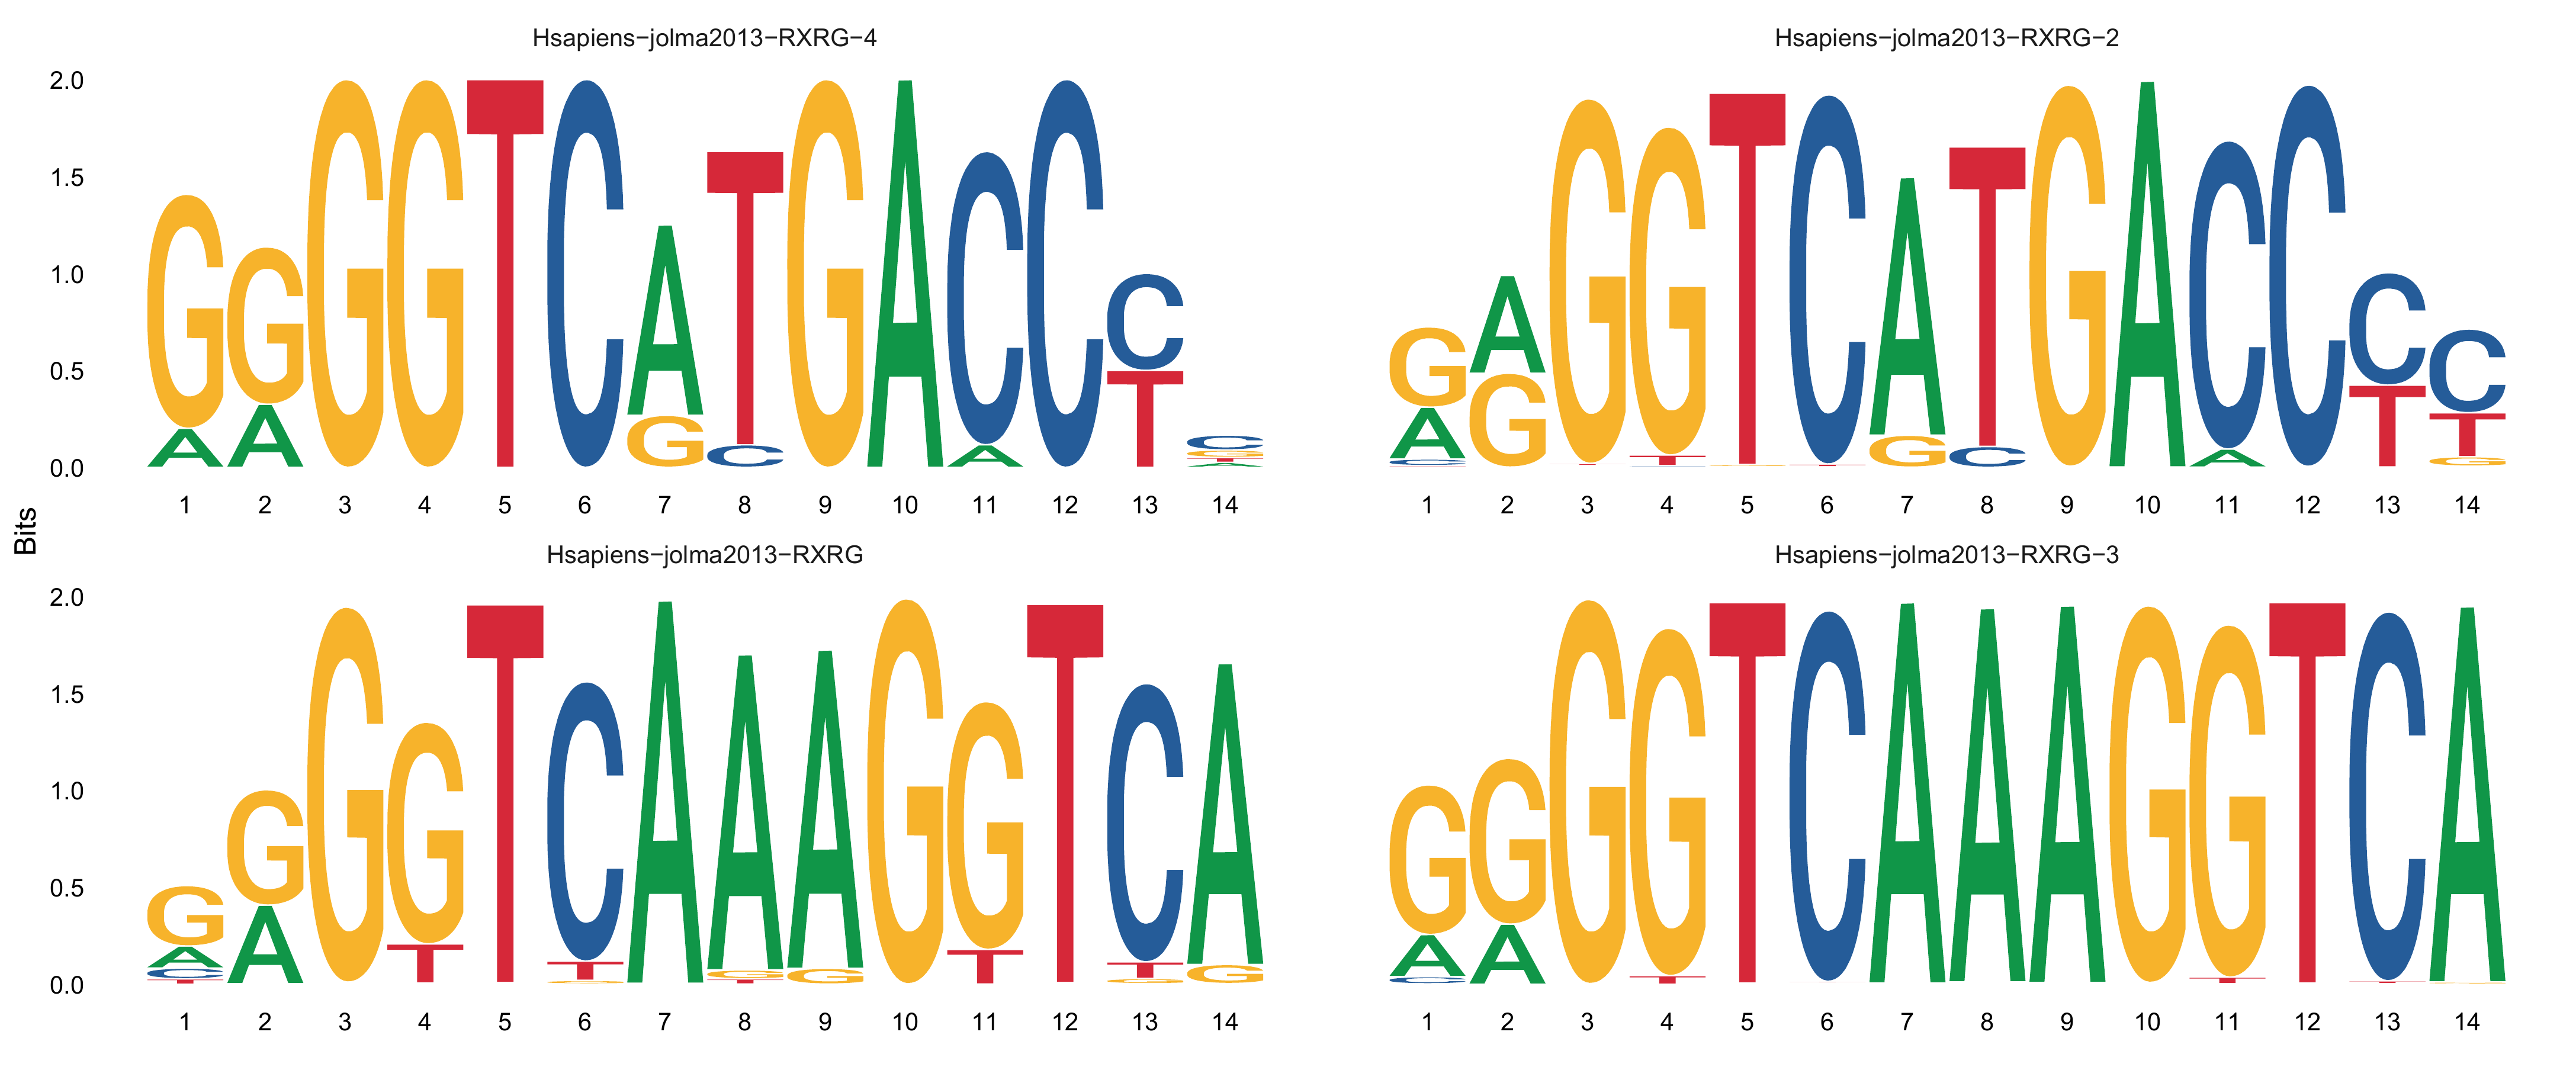 Hsapiens−jolma2013−RXRG−4
2.0
1.5
1.0
0.5
0.0
G G G G T C A T G A C C C C
A A G C A T G
T
A
1 2 3 4 5 6 7 8 9 10 11 12 13 14
Hsapiens−jolma2013−RXRG−2
G A G G T C A T G A C C C C
A G T T G C A T T
C G
1 2 3 4 5 6 7 8 9 10 11 12 13 14
Bits
Hsapiens−jolma2013−RXRG
2.0
1.5
1.0
0.5
0.0
G G G G T C A A A G G T C A
A A T T G G T T G
C G T G
T
1 2 3 4 5 6 7 8 9 10 11 12 13 14
Hsapiens−jolma2013−RXRG−3
G G G G T C A A A G G T C A
A A T T
C
1 2 3 4 5 6 7 8 9 10 11 12 13 14